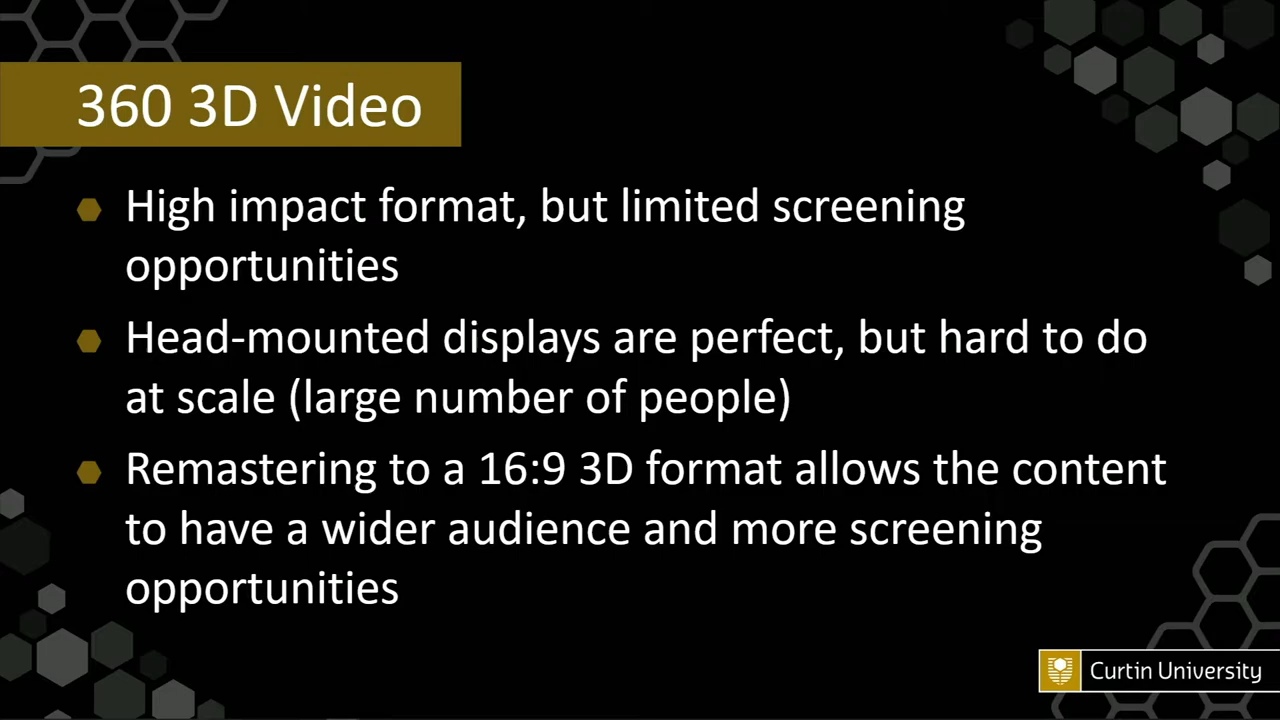 360 3D Video
High impact format, but limited screening
opportunities
Head-mounted displays are perfect, but hard to do
at scale (large number of people)
Remastering to a 16:9 3D format allows the content
to have a wider audience and more screening
opportunities
Curtin University